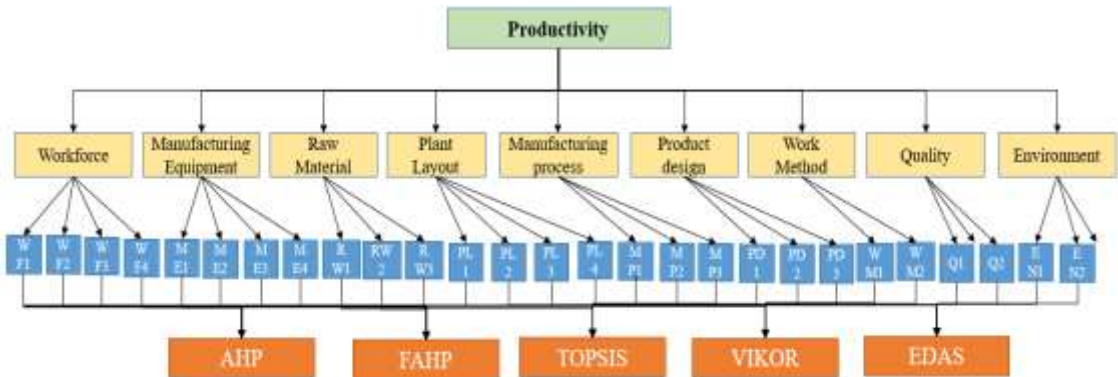 Productivity
Workforce
Manufacturing
Equipment
Raw
Material
Plant
Layout
Manufacturing
process
Product
design
Work
Method
Quality
Environment
W
F1
W
F2
W
F3
W
F4
M
E1
M
E2
M
E3
M
E4
R
W1
RW
2
R
W3
PL
1
PL
2
PL
3
PL
4
M
P1
M
P2
M
P3
PD
1
PD
2
PD
3
W
M1
W
M2
Q1
Q2
E
N1
E
N2
AHP
FAHP
TOPSIS
VIKOR
EDAS